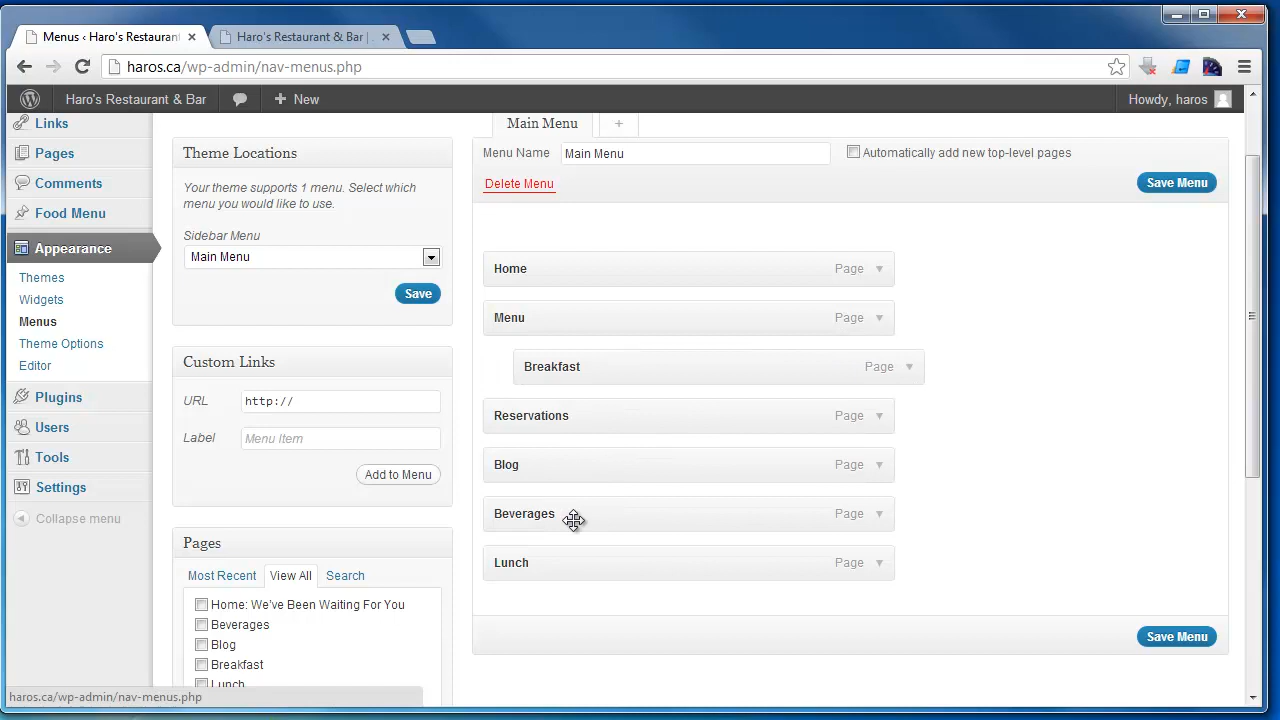 Menus ‹ Haro's Restaurant
Haro's Restaurant & Bar |
haros.ca/wp-admin/nav-menus.php
Haro's Restaurant & Bar
New
Howdy, haros
Links
Pages
Comments
Food Menu
Appearance
Themes
Widgets
Menus
Theme Options
Editor
Plugins
Users
Tools
Settings
Collapse menu
Theme Locations
Your theme supports 1 menu. Select which
menu you would like to use.
Sidebar Menu
Main Menu
Save
Custom Links
URL
http://
Label
Menu Item
Add to Menu
Pages
Most Recent
View All
Search
Home: We've Been Waiting For You
Beverages
Blog
Breakfast
Lunch
Main Menu
+
Menu Name
Main Menu
Automatically add new top-level pages
Delete Menu
Save Menu
Home Page
Menu Page
Breakfast Page
Reservations Page
Blog Page
Beverages Page
Lunch Page
Save Menu
haros.ca/wp-admin/nav-menus.php